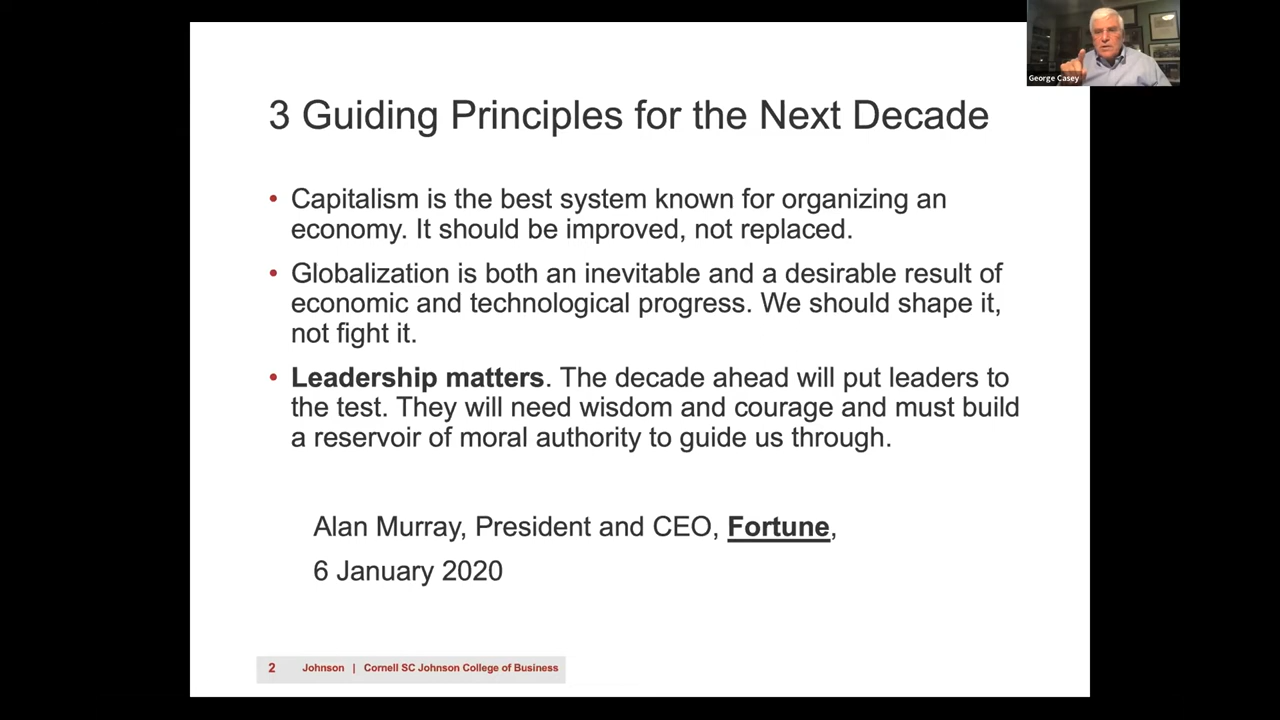 George Casey
3 Guiding Principles for the Next Decade
• Capitalism is the best system known for organizing an
economy. It should be improved, not replaced.
• Globalization is both an inevitable and a desirable result of
economic and technological progress. We should shape it,
not fight it.
• Leadership matters. The decade ahead will put leaders to
the test. They will need wisdom and courage and must build
a reservoir of moral authority to guide us through.
Alan Murray, President and CEO, Fortune,
6 January 2020
2 Johnson | Cornell SC Johnson College of Business